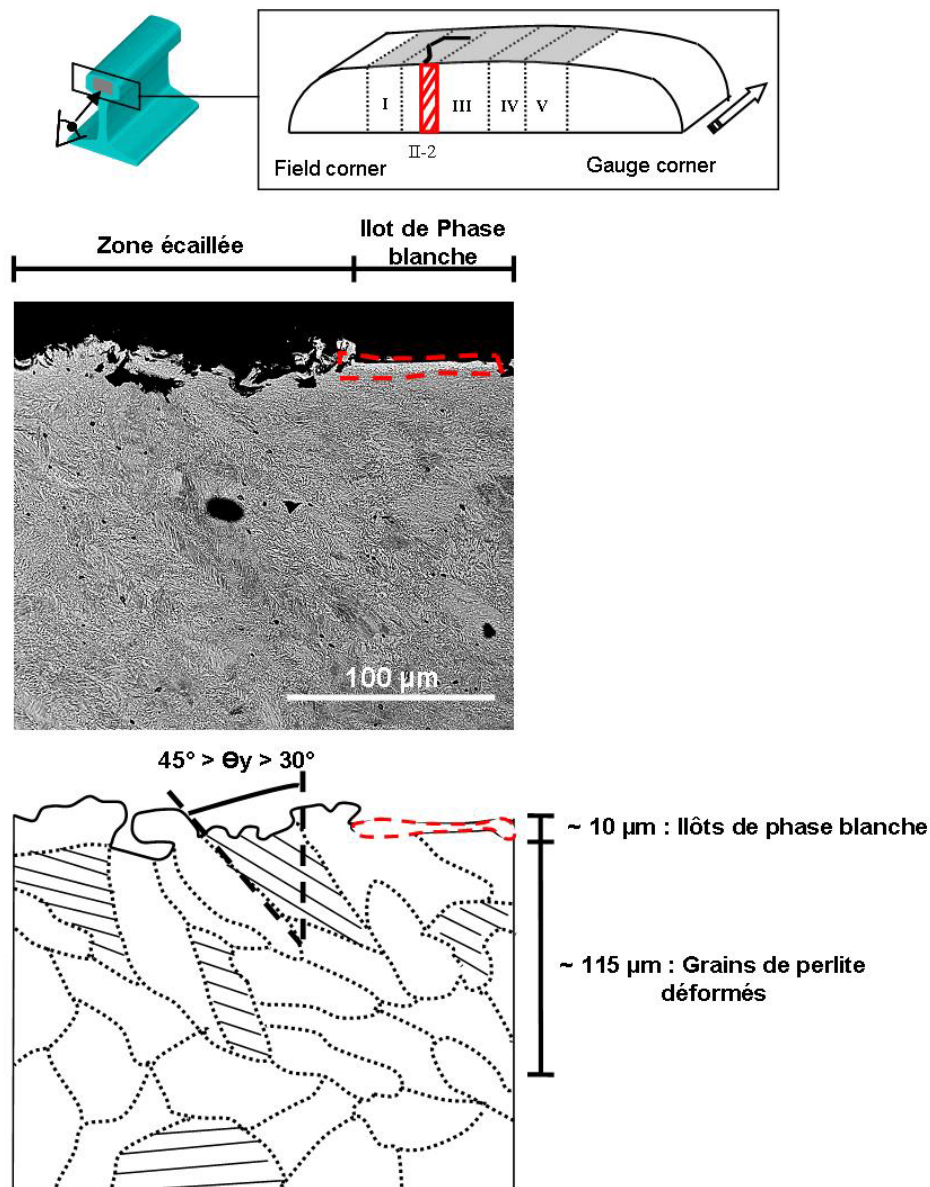 I
III
IV
V
II-2
Field corner
Gauge corner
Zone écaillée
Ilot de Phase
blanche
100 µm
45° > Θy > 30°
~ 10 µm : Ilôts de phase blanche
~ 115 µm : Grains de perlite
déformés